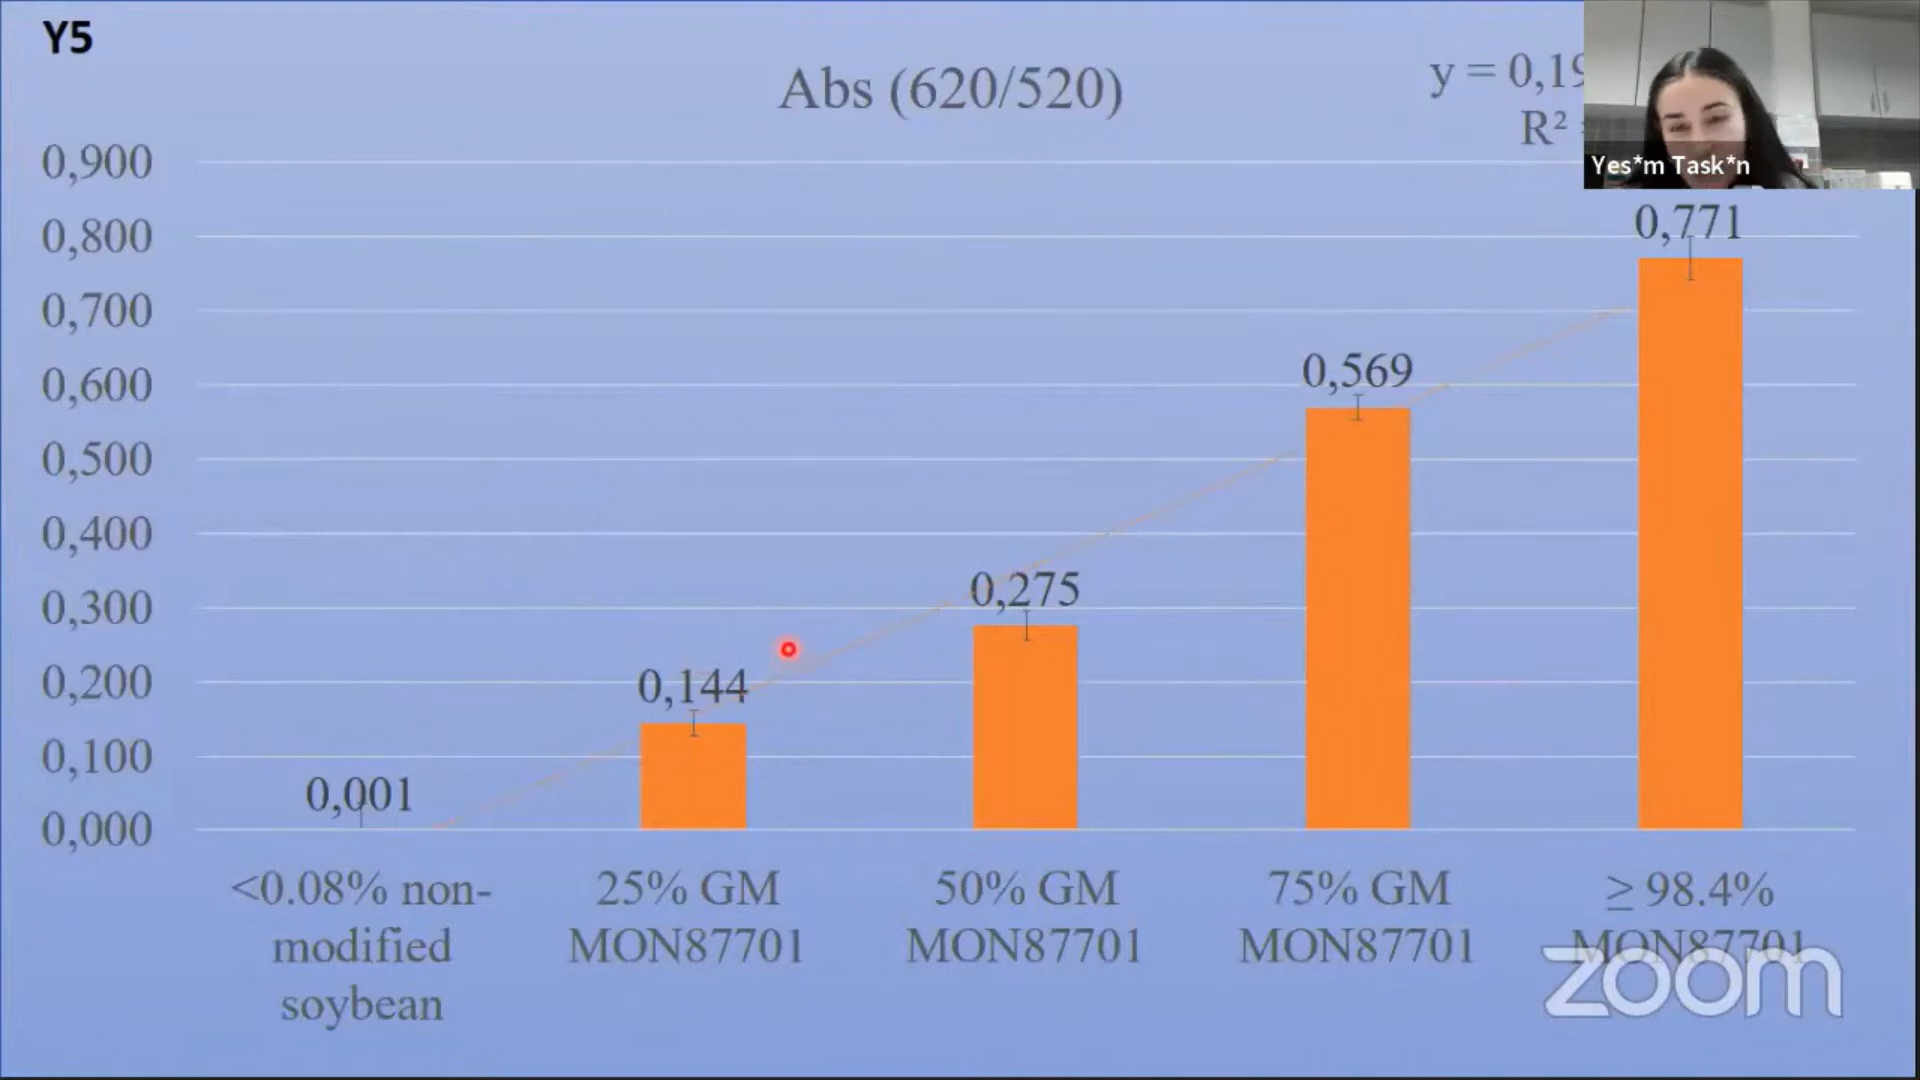 Y5
Abs (620/520)
y = 0,19
R²
Yes*m Task*n
0,900
0,800
0,700
0,600
0,500
0,400
0,300
0,200
0,100
0,000
0,001
0,144
0,275
0,569
0,771
<0.08% non-
modified
soybean
25% GM
MON87701
50% GM
MON87701
75% GM
MON87701
≥ 98.4%
MON87701
zoom